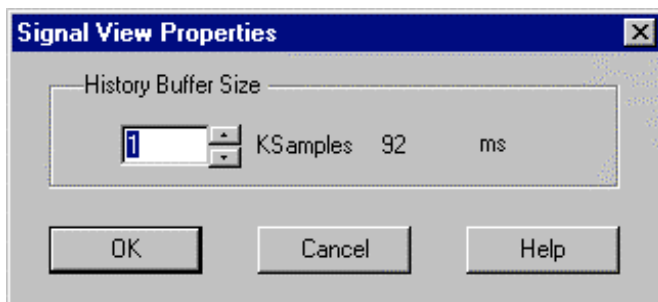 Signal View Properties
History Buffer Size
1 KSamples 92 ms
OK Cancel Help